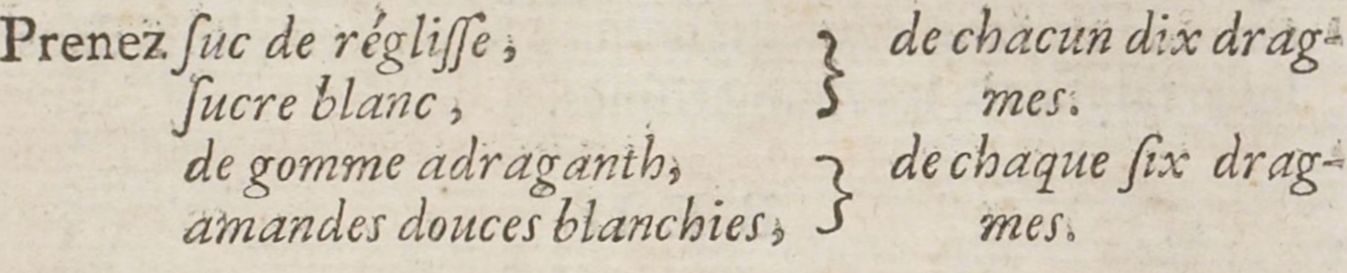 Prenez ſuc de régliſſe, } de chacun dix drag-
ſucre blanc, mes.
de gomme adraganth, } de chaque ſix drag-
amandes douces blanchies, mes.